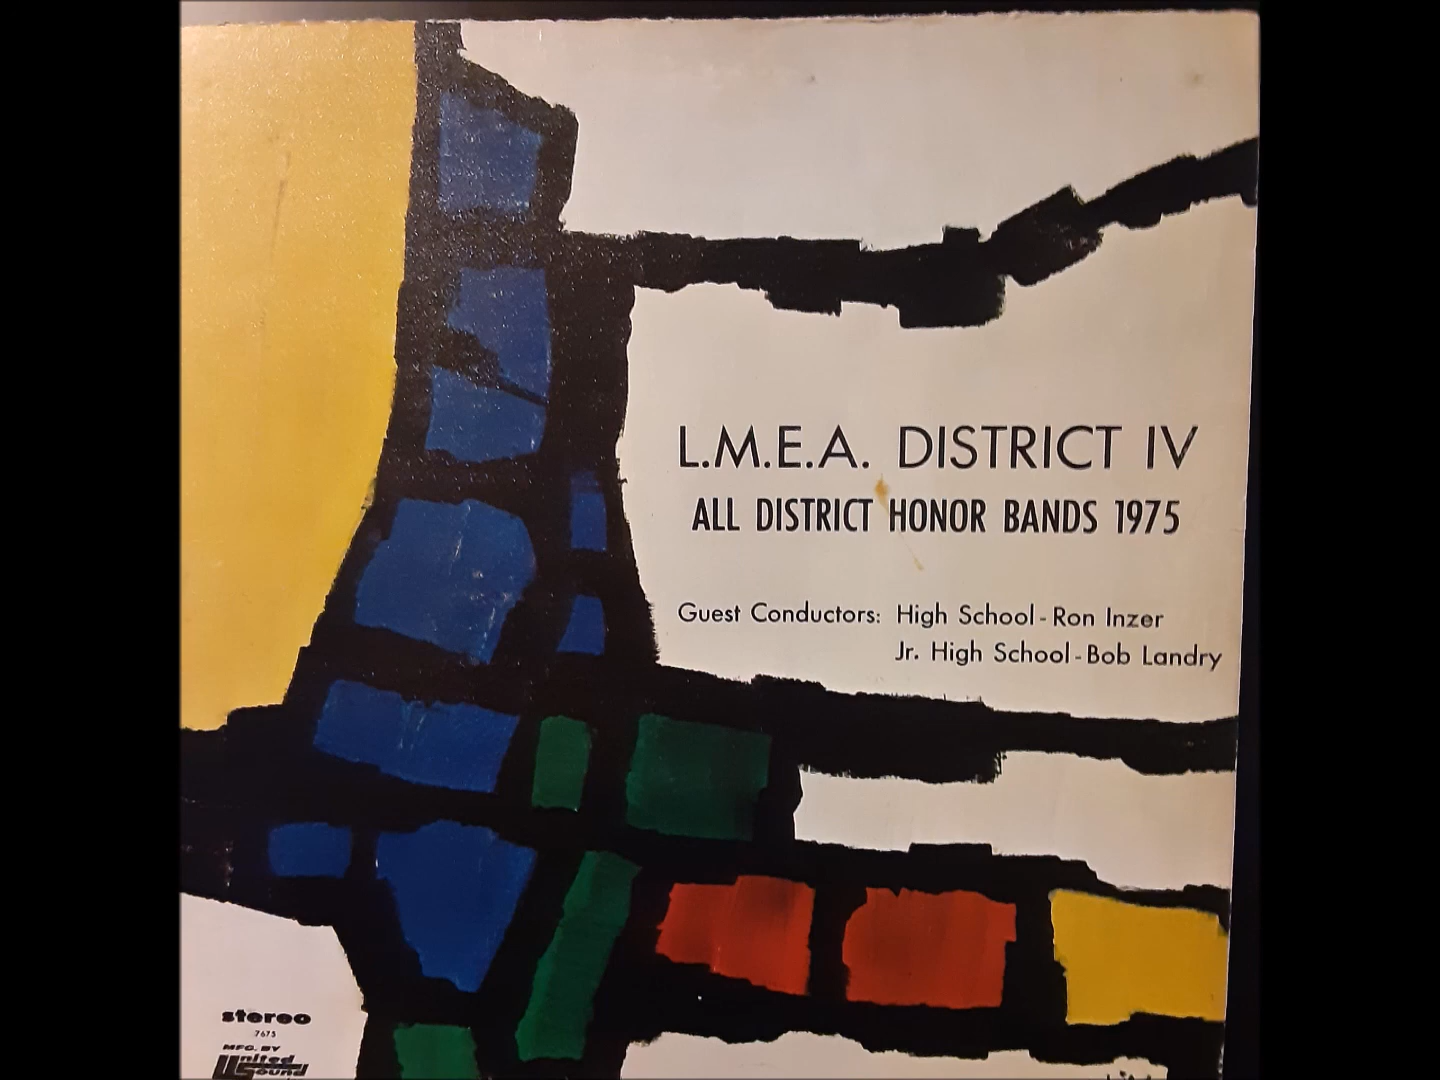 L.M.E.A. DISTRICT IV
ALL DISTRICT HONOR BANDS 1975
Guest Conductors: High School - Ron Inzer
Jr. High School - Bob Landry
stereo
7675
MFG. BY
United
Sound